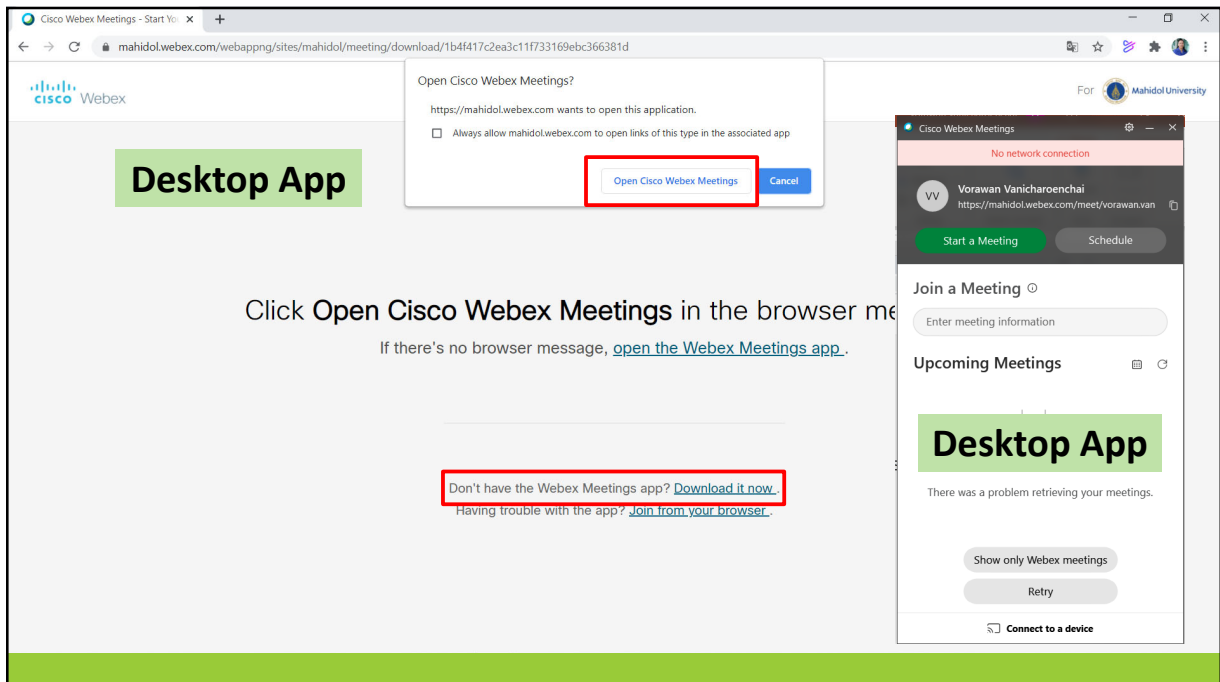 Cisco Webex Meetings - Start Yo
mahidol.webex.com/webappng/sites/mahidol/meeting/download/1b4f417c2ea3c11f733169ebc366381d
CISCO Webex
For Mahidol University
Open Cisco Webex Meetings?
https://mahidol.webex.com wants to open this application.
Always allow mahidol.webex.com to open links of this type in the associated app
Open Cisco Webex Meetings Cancel
Desktop App
Click Open Cisco Webex Meetings in the browser me
If there's no browser message, open the Webex Meetings app .
Don't have the Webex Meetings app? Download it now .
Having trouble with the app? Join from your browser .
Cisco Webex Meetings
No network connection
VV
Vorawan Vanicharoenchai
https://mahidol.webex.com/meet/vorawan.van
Start a Meeting Schedule
Join a Meeting
Enter meeting information
Upcoming Meetings
Desktop App
There was a problem retrieving your meetings.
Show only Webex meetings
Retry
Connect to a device